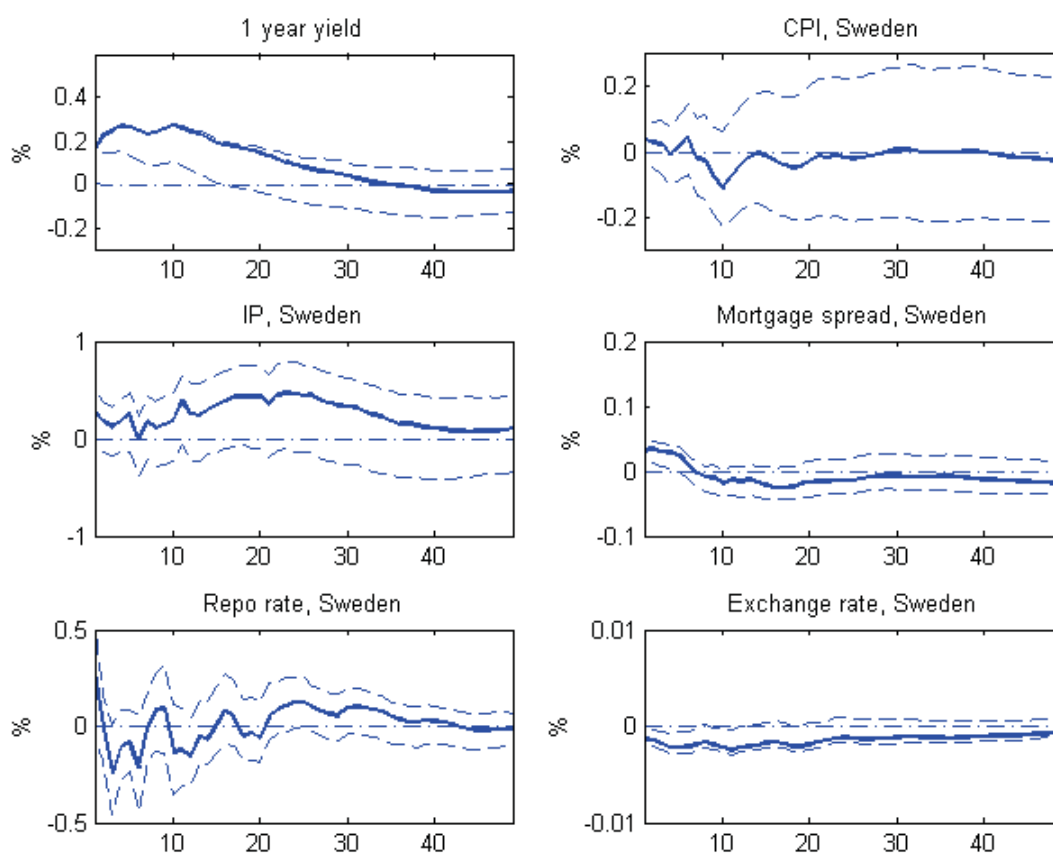 1 year yield
%
0.4
0.2
0
-0.2
10 20 30 40
CPI, Sweden
%
0.2
0
-0.2
10 20 30 40
IP, Sweden
%
1
0
-1
10 20 30 40
Mortgage spread, Sweden
%
0.2
0.1
0
-0.1
10 20 30 40
Repo rate, Sweden
%
0.5
0
-0.5
10 20 30 40
Exchange rate, Sweden
%
0.01
0
-0.01
10 20 30 40